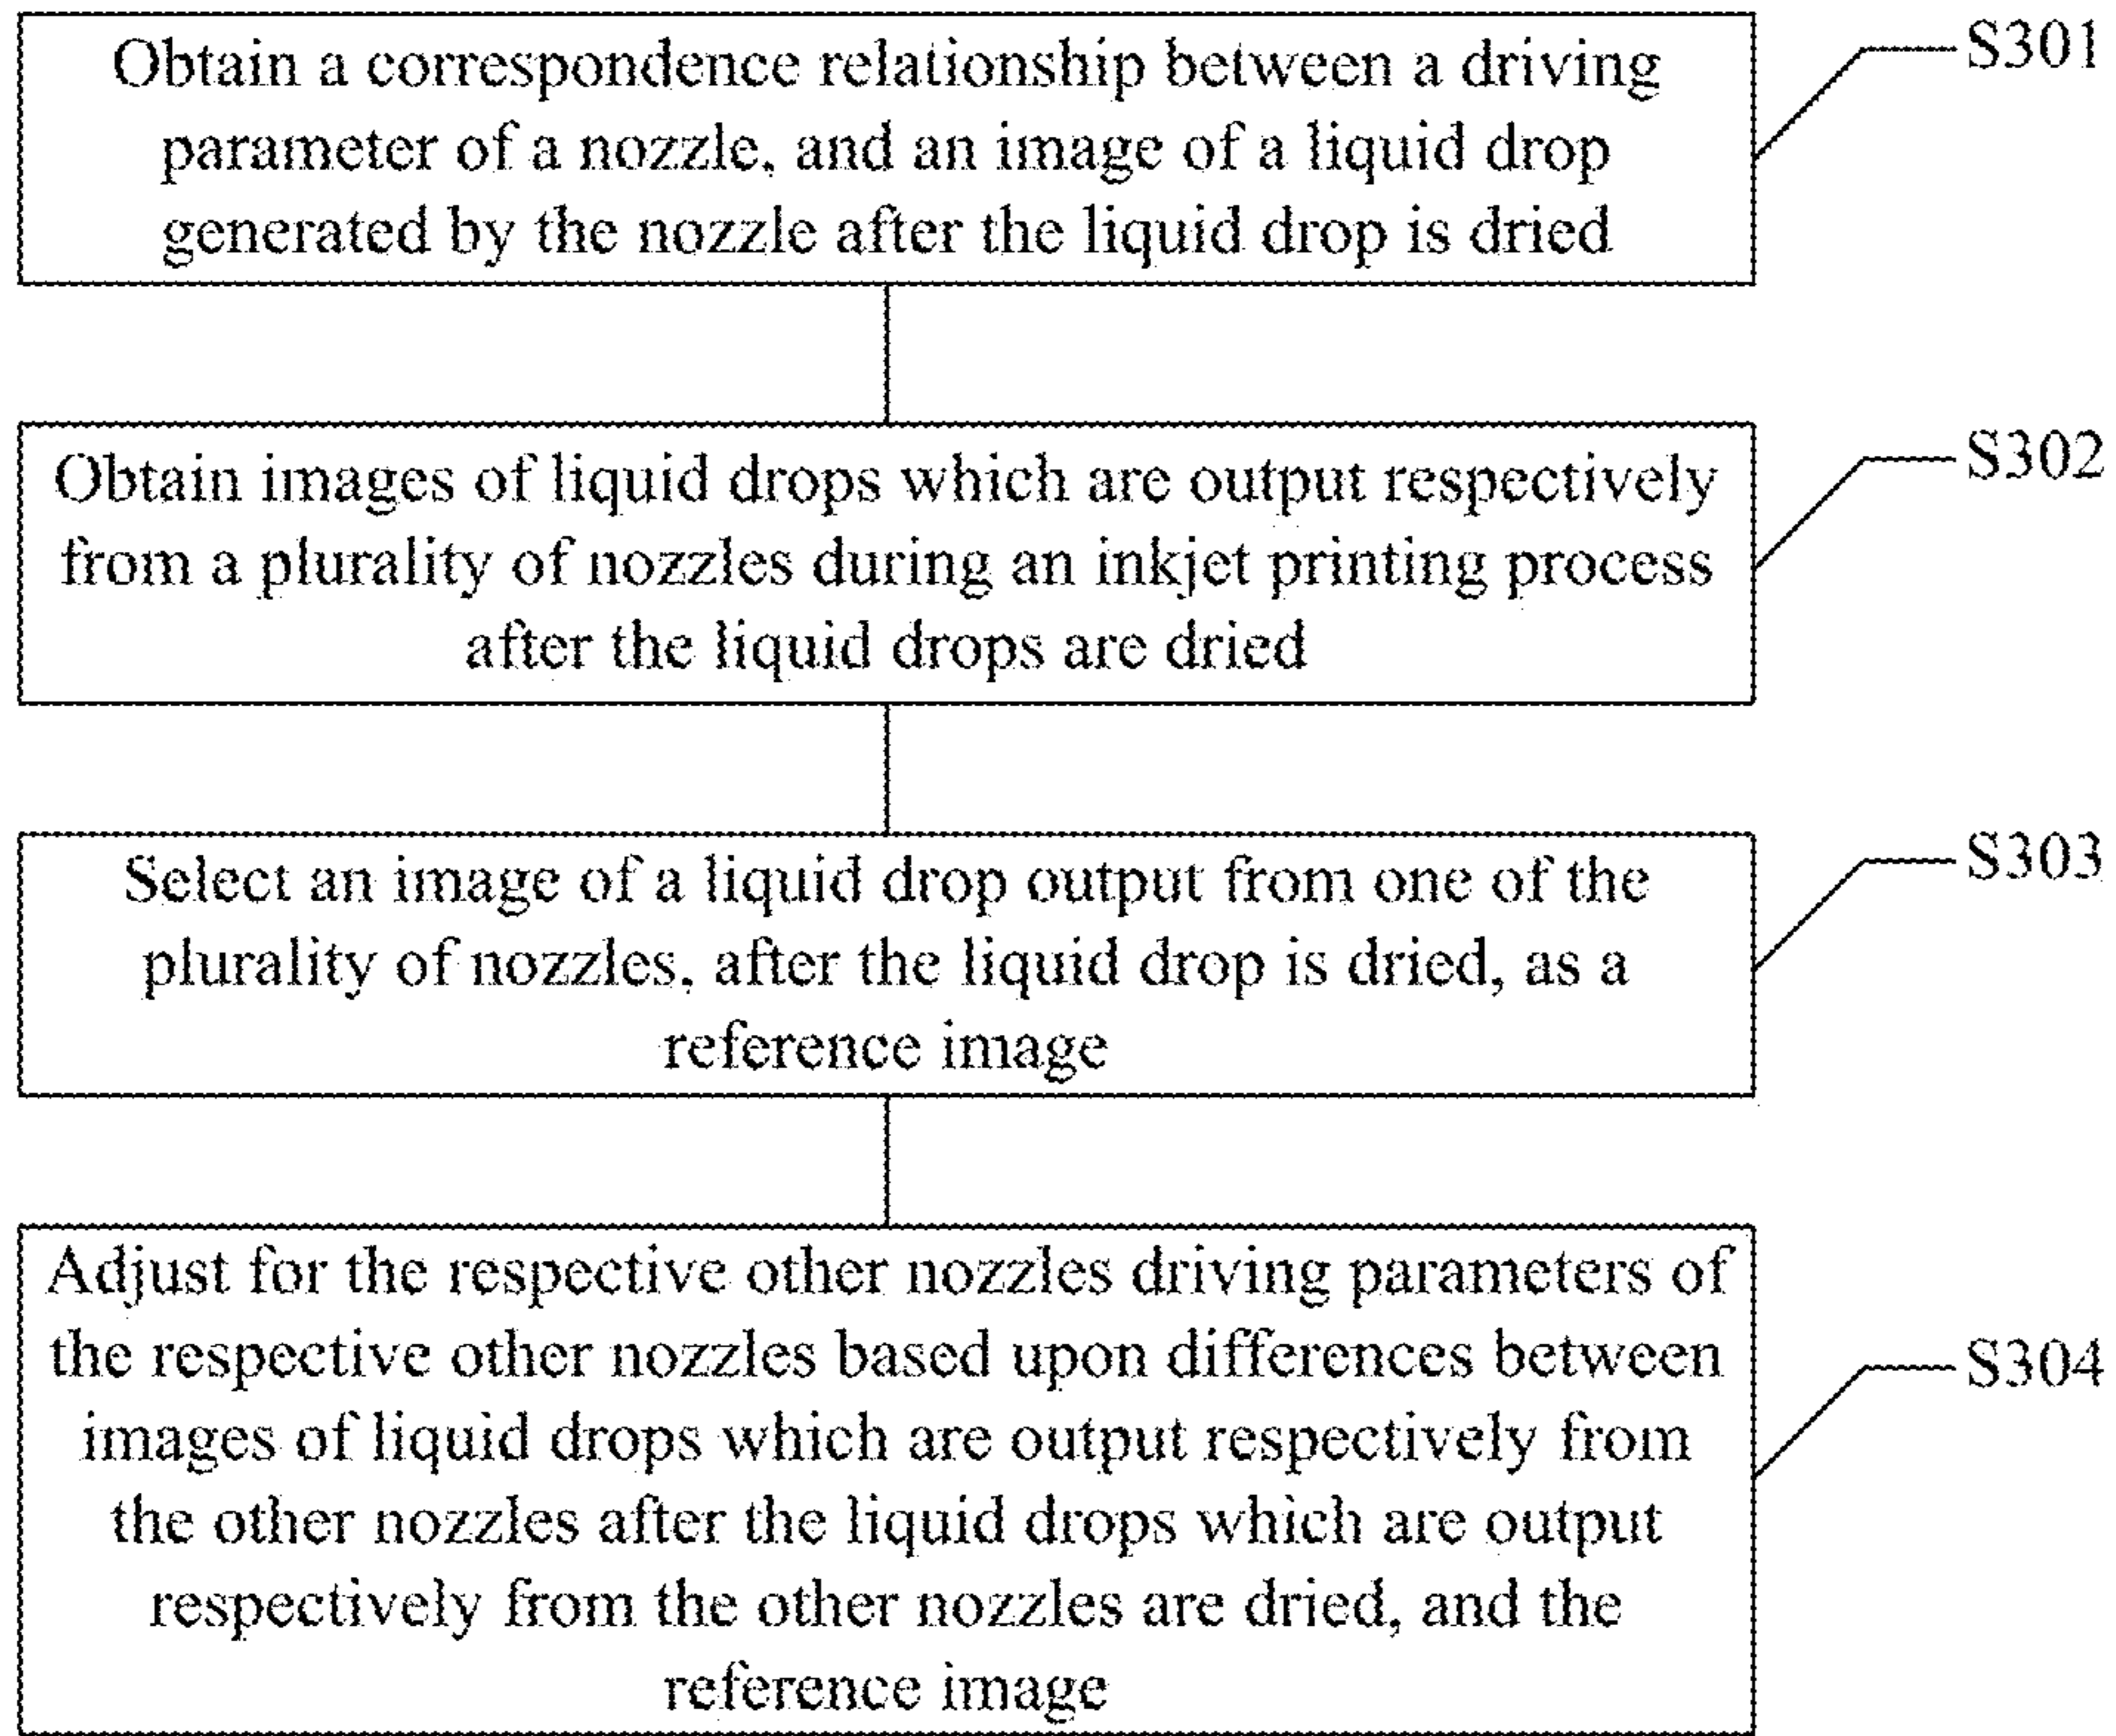 Obtain a correspondence relationship between a driving
parameter of a nozzle, and an image of a liquid drop
generated by the nozzle after the liquid drop is dried
S301
Obtain images of liquid drops which are output respectively
from a plurality of nozzles during an inkjet printing process
after the liquid drops are dried
S302
Select an image of a liquid drop output from one of the
plurality of nozzles, after the liquid drop is dried, as a
reference image
S303
Adjust for the respective other nozzles driving parameters of
the respective other nozzles based upon differences between
images of liquid drops which are output respectively from
the other nozzles after the liquid drops which are output
respectively from the other nozzles are dried, and the
reference image
S304